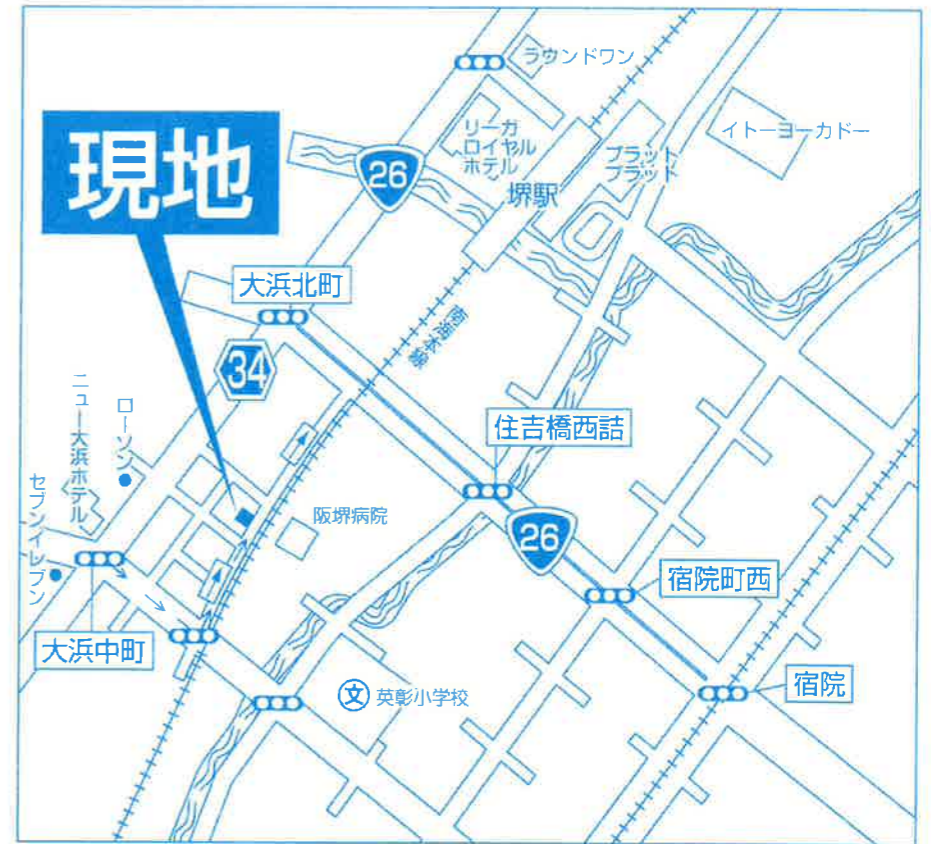 ラウンドワン
リーガ
ロイヤル
ホテル
イトーヨーカドー
プラット
プラット
堺駅
現地
26
大浜北町
南海本線
34
ニュー大浜ホテル
ローソン
住吉橋西詰
セブンイレブン
阪堺病院
26
宿院町西
大浜中町
宿院
文
英彰小学校